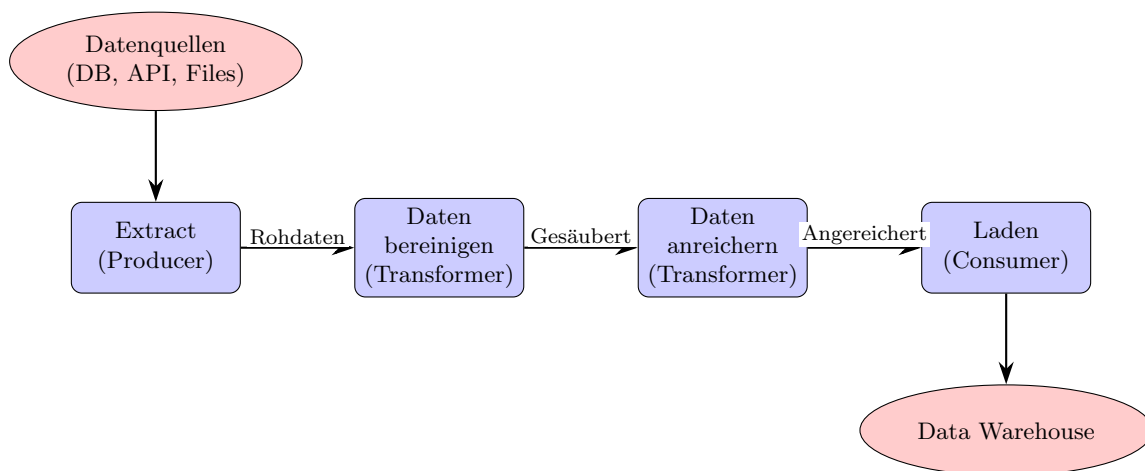 Datenquellen
(DB, API, Files)
Extract
(Producer)
Rohdaten
Daten
bereinigen
(Transformer)
Gesäubert
Daten
anreichern
(Transformer)
Angereichert
Laden
(Consumer)
Data Warehouse